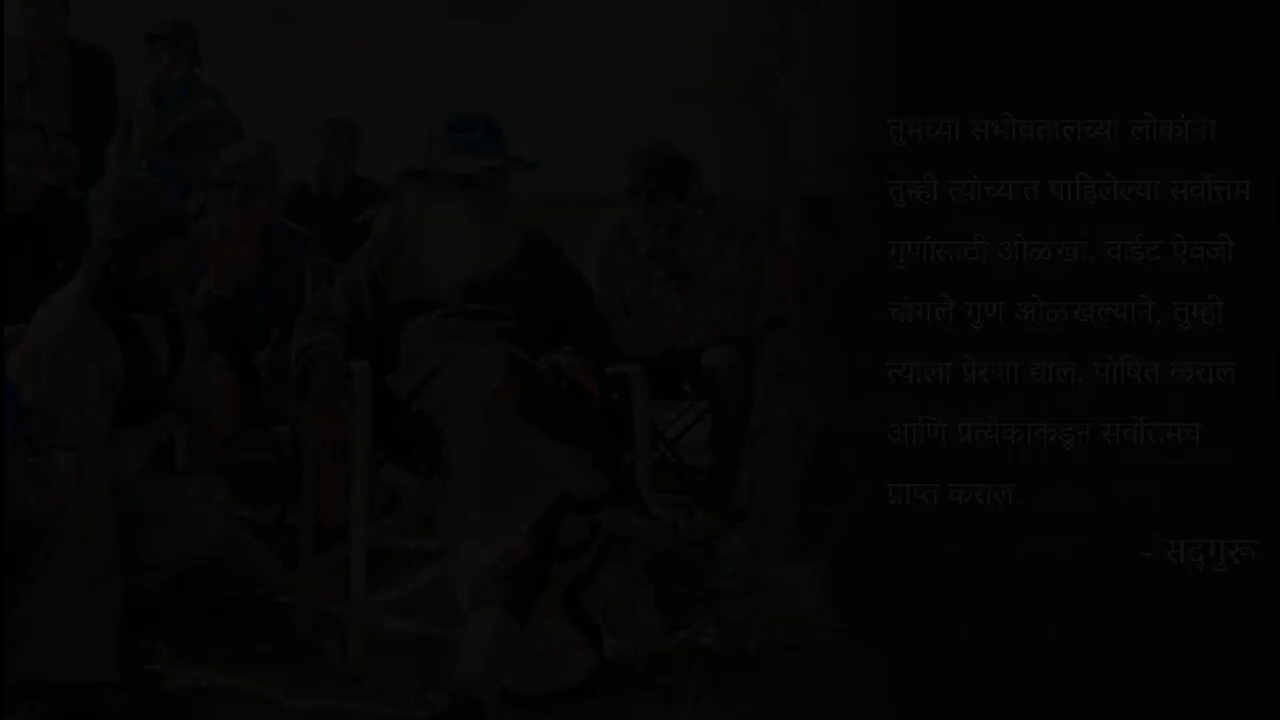 तुमच्या सभोवतालच्या लोकांना
तुम्ही त्यांच्यात पाहिलेल्या सर्वोत्तम
गुणांसाठी ओळखा. वाईट ऐवजी
चांगले गुण ओळखल्याने, तुम्ही
त्याला प्रेरणा द्याल, पोषित कराल
आणि प्रत्येकाकडून सर्वोत्तमच
प्राप्त कराल.
- सद्गुरू